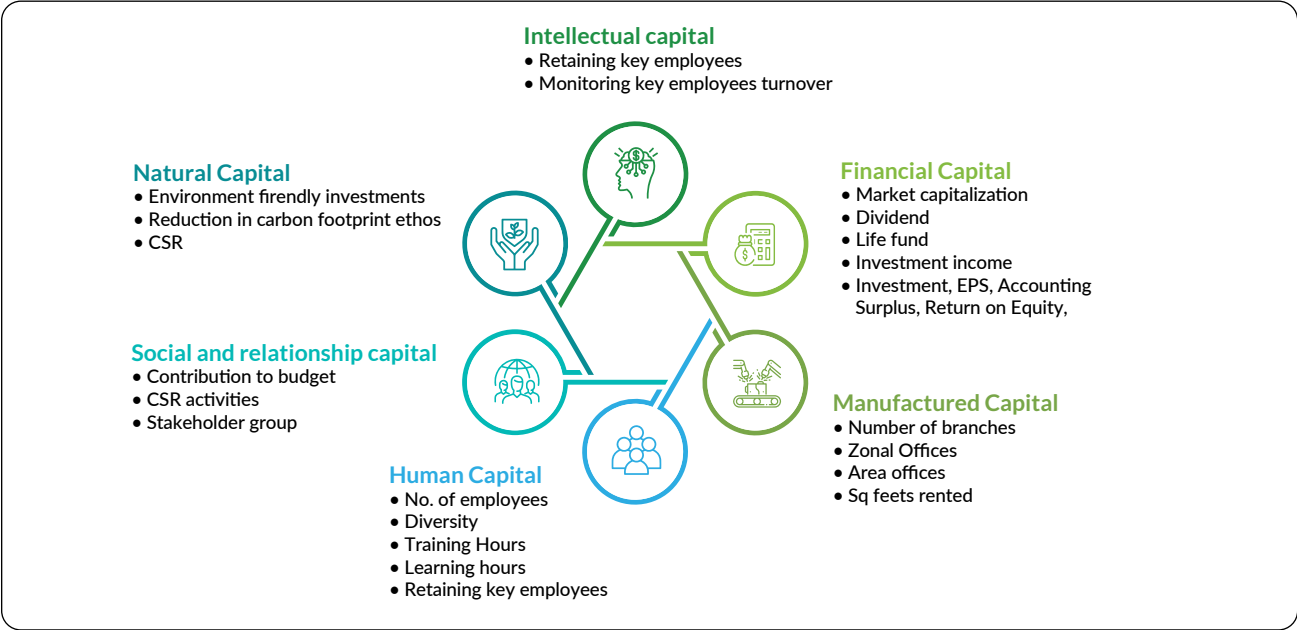 Intellectual capital
• Retaining key employees
• Monitoring key employees turnover
Natural Capital
• Environment firendly investments
• Reduction in carbon footprint ethos
• CSR
Financial Capital
• Market capitalization
• Dividend
• Life fund
• Investment income
• Investment, EPS, Accounting
Surplus, Return on Equity,
Social and relationship capital
• Contribution to budget
• CSR activities
• Stakeholder group
Manufactured Capital
• Number of branches
• Zonal Offices
• Area offices
• Sq feets rented
Human Capital
• No. of employees
• Diversity
• Training Hours
• Learning hours
• Retaining key employees
$
$